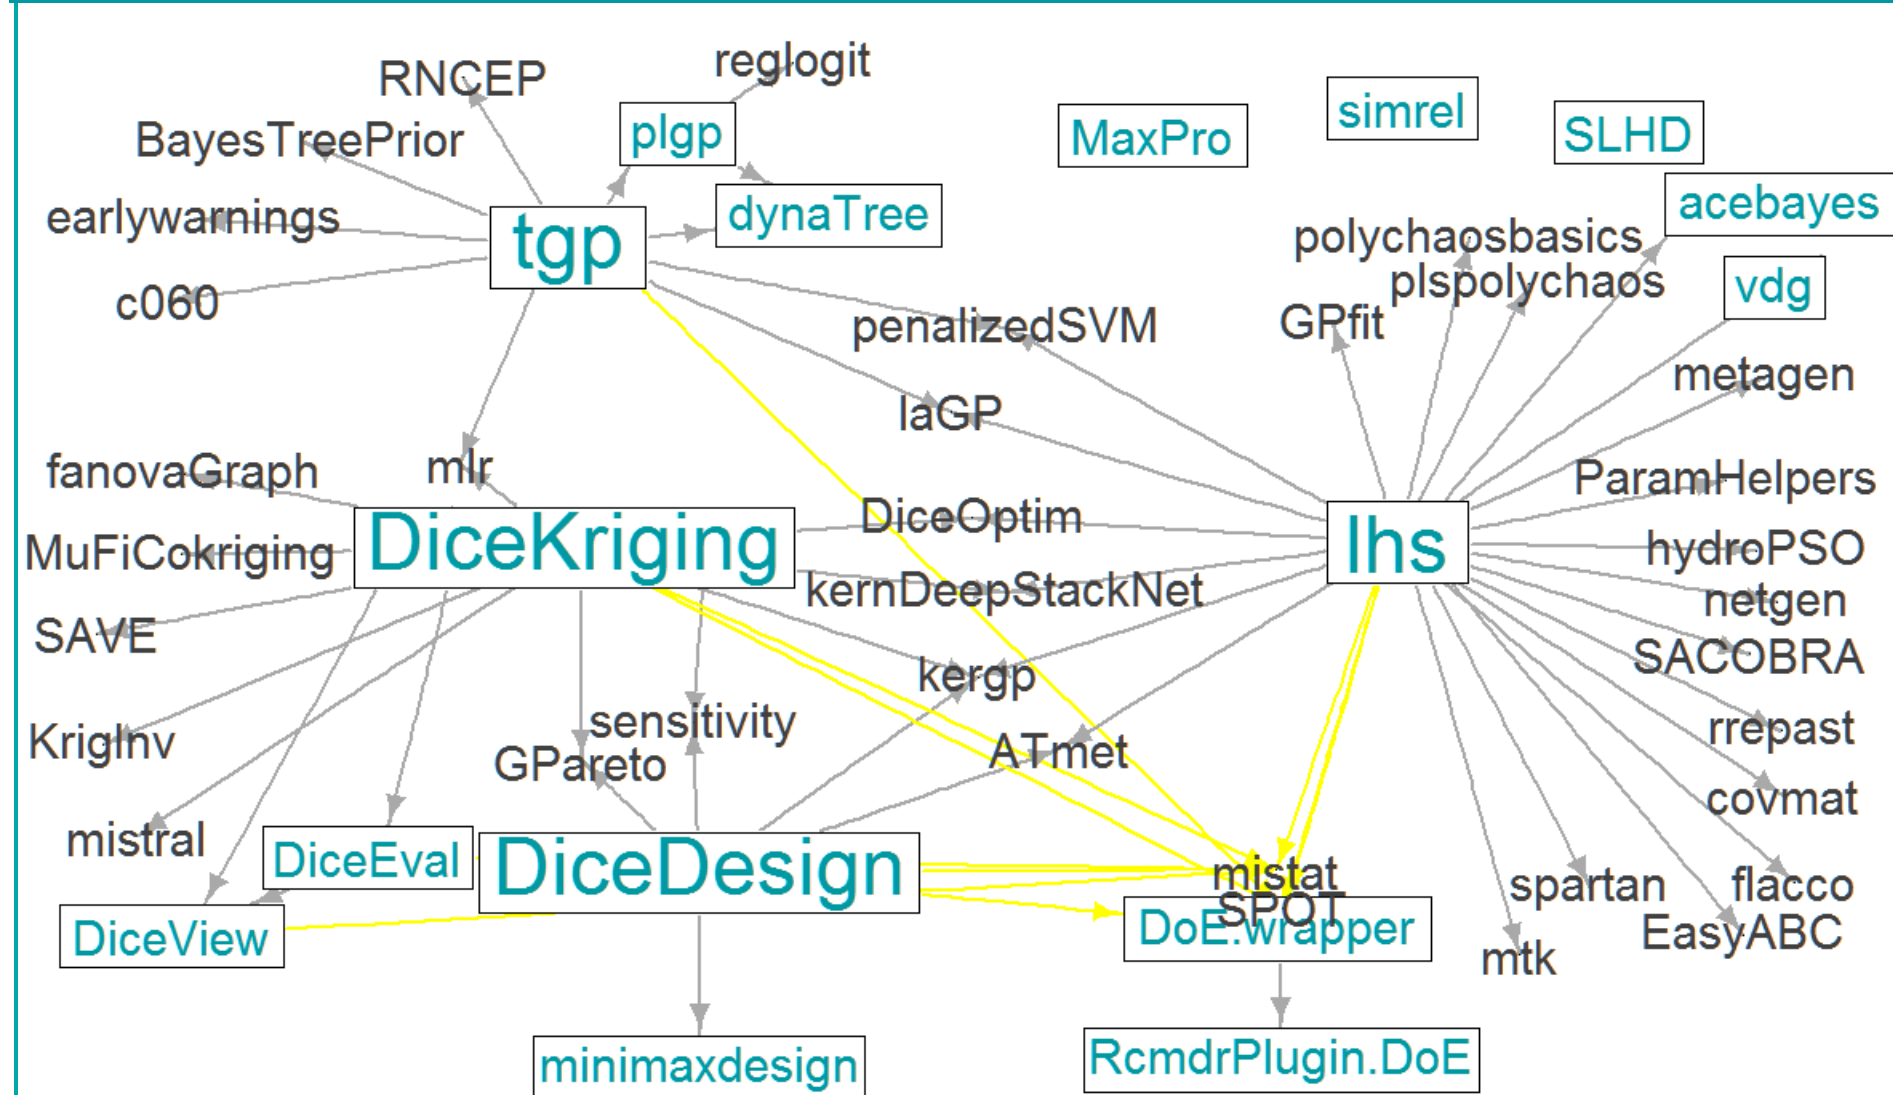 reglogit
RNCEP
plgp
MaxPro
simrel
SLHD
BayesTreePrior
dynaTree
acebayes
earlywarnings
tgp
polychaosbasics
plspolychaos
vdg
c060
penalizedSVM
GPfit
metagen
laGP
fanovaGraph
mlr
ParamHelpers
DiceKriging
DiceOptim
lhs
hydroPSO
MuFiCokriging
kernDeepStackNet
netgen
SAVE
SACOBRA
kergp
KrigInv
sensitivity
rrepast
GPareto
ATmet
covmat
mistral
DiceEval
DiceDesign
mistat
spartan
flacco
SPOT
DiceView
DoE.wrapper
EasyABC
mtk
minimaxdesign
RcmdrPlugin.DoE